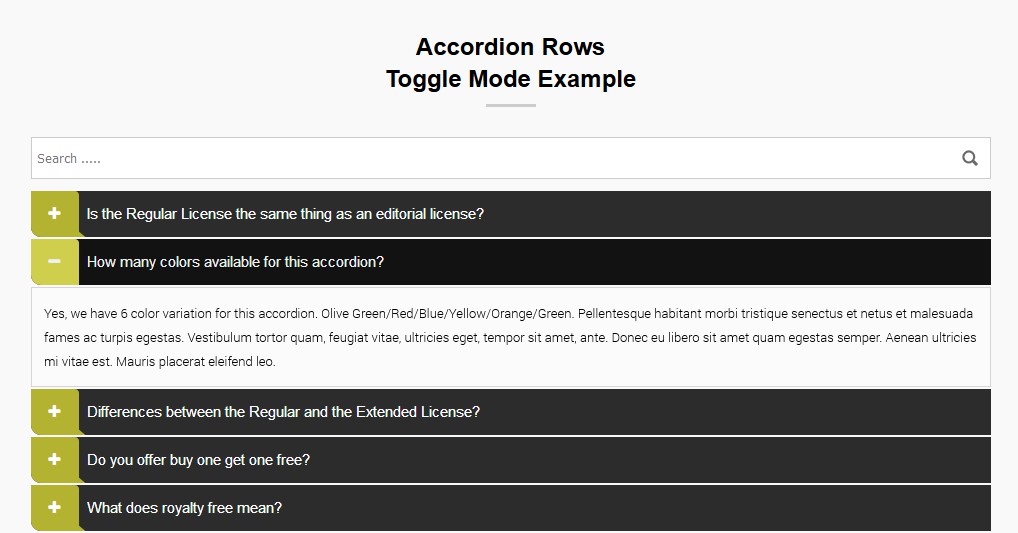 Accordion Rows
Toggle Mode Example
Search .....
Is the Regular License the same thing as an editorial license?
How many colors available for this accordion?
Yes, we have 6 color variation for this accordion. Olive Green/Red/Blue/Yellow/Orange/Green. Pellentesque habitant morbi tristique senectus et netus et malesuada
fames ac turpis egestas. Vestibulum tortor quam, feugiat vitae, ultricies eget, tempor sit amet, ante. Donec eu libero sit amet quam egestas semper. Aenean ultricies
mi vitae est. Mauris placerat eleifend leo.
Differences between the Regular and the Extended License?
Do you offer buy one get one free?
What does royalty free mean?